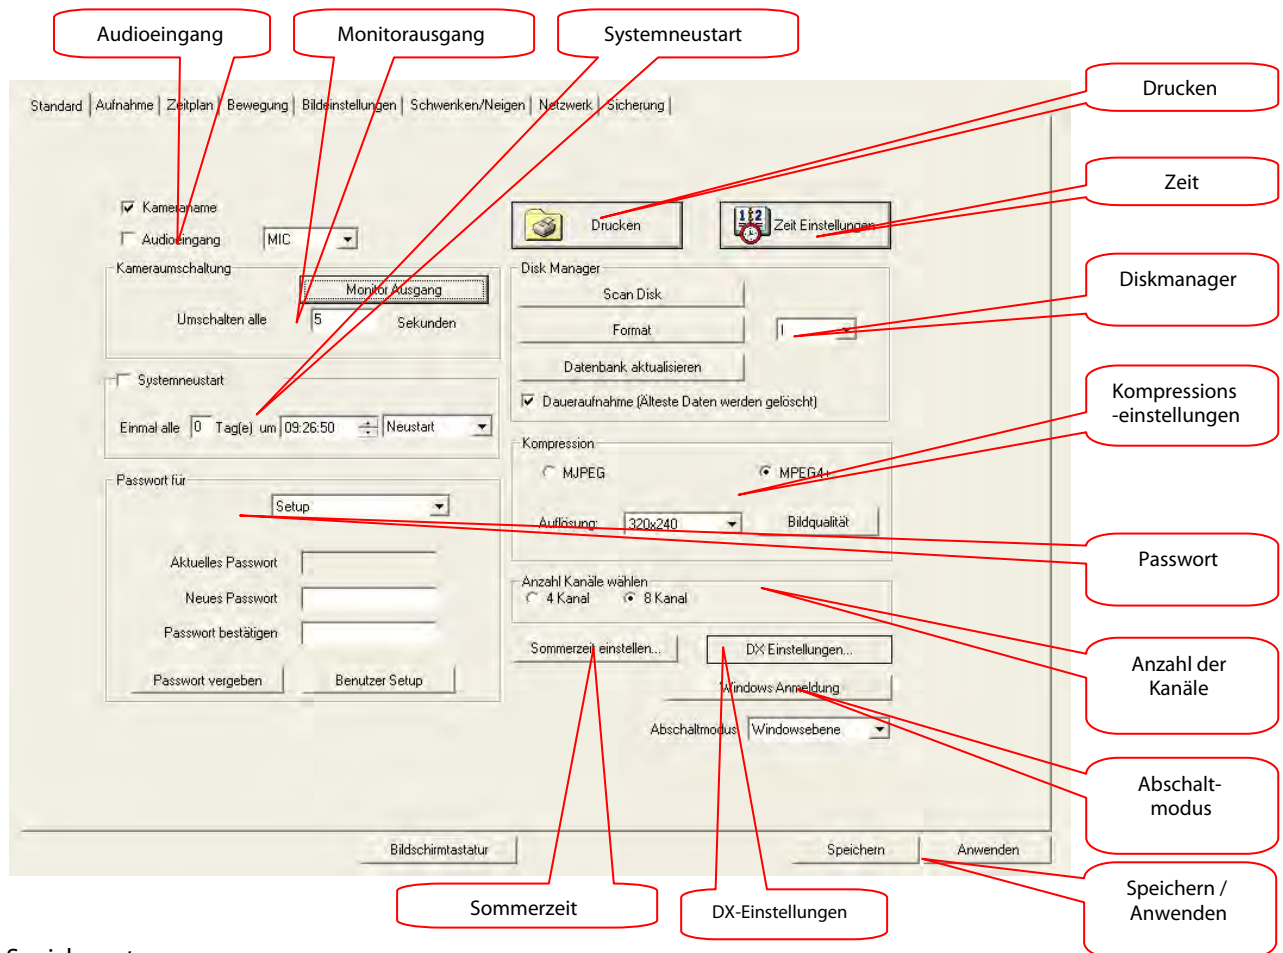 Audioeingang
Monitorausgang
Systemneustart
Drucken
Standard Aufnahme Zeitplan Bewegung Bildeinstellungen Schwenken/Neigen Netzwerk Sicherung
Zeit
Kameraname
Audioeingang MIC
Drucken
Zeit Einstellungen
Kameraumschaltung
Monitor Ausgang
Umschalten alle 5 Sekunden
Disk Manager
Scan Disk
Format I
Datenbank aktualisieren
Daueraufnahme (Älteste Daten werden gelöscht)
Diskmanager
Systemneustart
Einmal alle 0 Tag(e) um 09:26:50 Neustart
Kompressions
-einstellungen
Kompression
MJPEG MPEG4+
Auflösung: 320x240 Bildqualität
Passwort für
Setup
Aktuelles Passwort
Neues Passwort
Passwort bestätigen
Passwort vergeben Benutzer Setup
Passwort
Anzahl Kanäle wählen
4 Kanal 8 Kanal
Sommerzeit einstellen... DX Einstellungen...
Windows Anmeldung
Abschaltmodus Windowsebene
Anzahl der
Kanäle
Abschalt-
modus
Bildschirmtastatur Speichern Anwenden
Sommerzeit
DX-Einstellungen
Speichern /
Anwenden